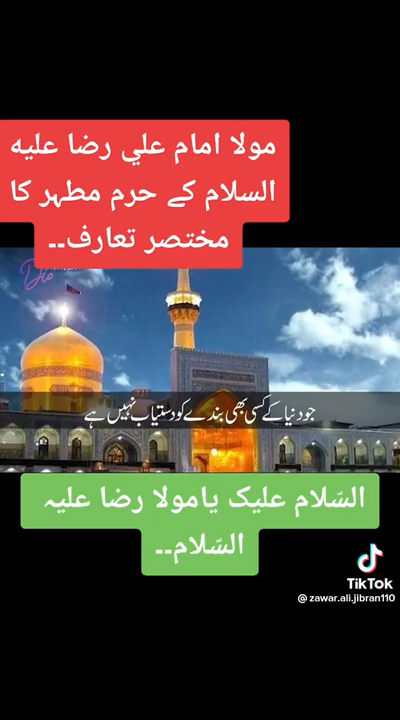 مولا امام علي رضا عليه
السلام کے حرم مطہر کا
مختصر تعارف۔۔
جو دنیا کے کسی بھی بندے کو دستیاب نہیں ہے
السّلام علیک یامولا رضا علیہ
السّلام۔۔
TikTok
@ zawar.ali.jibran110